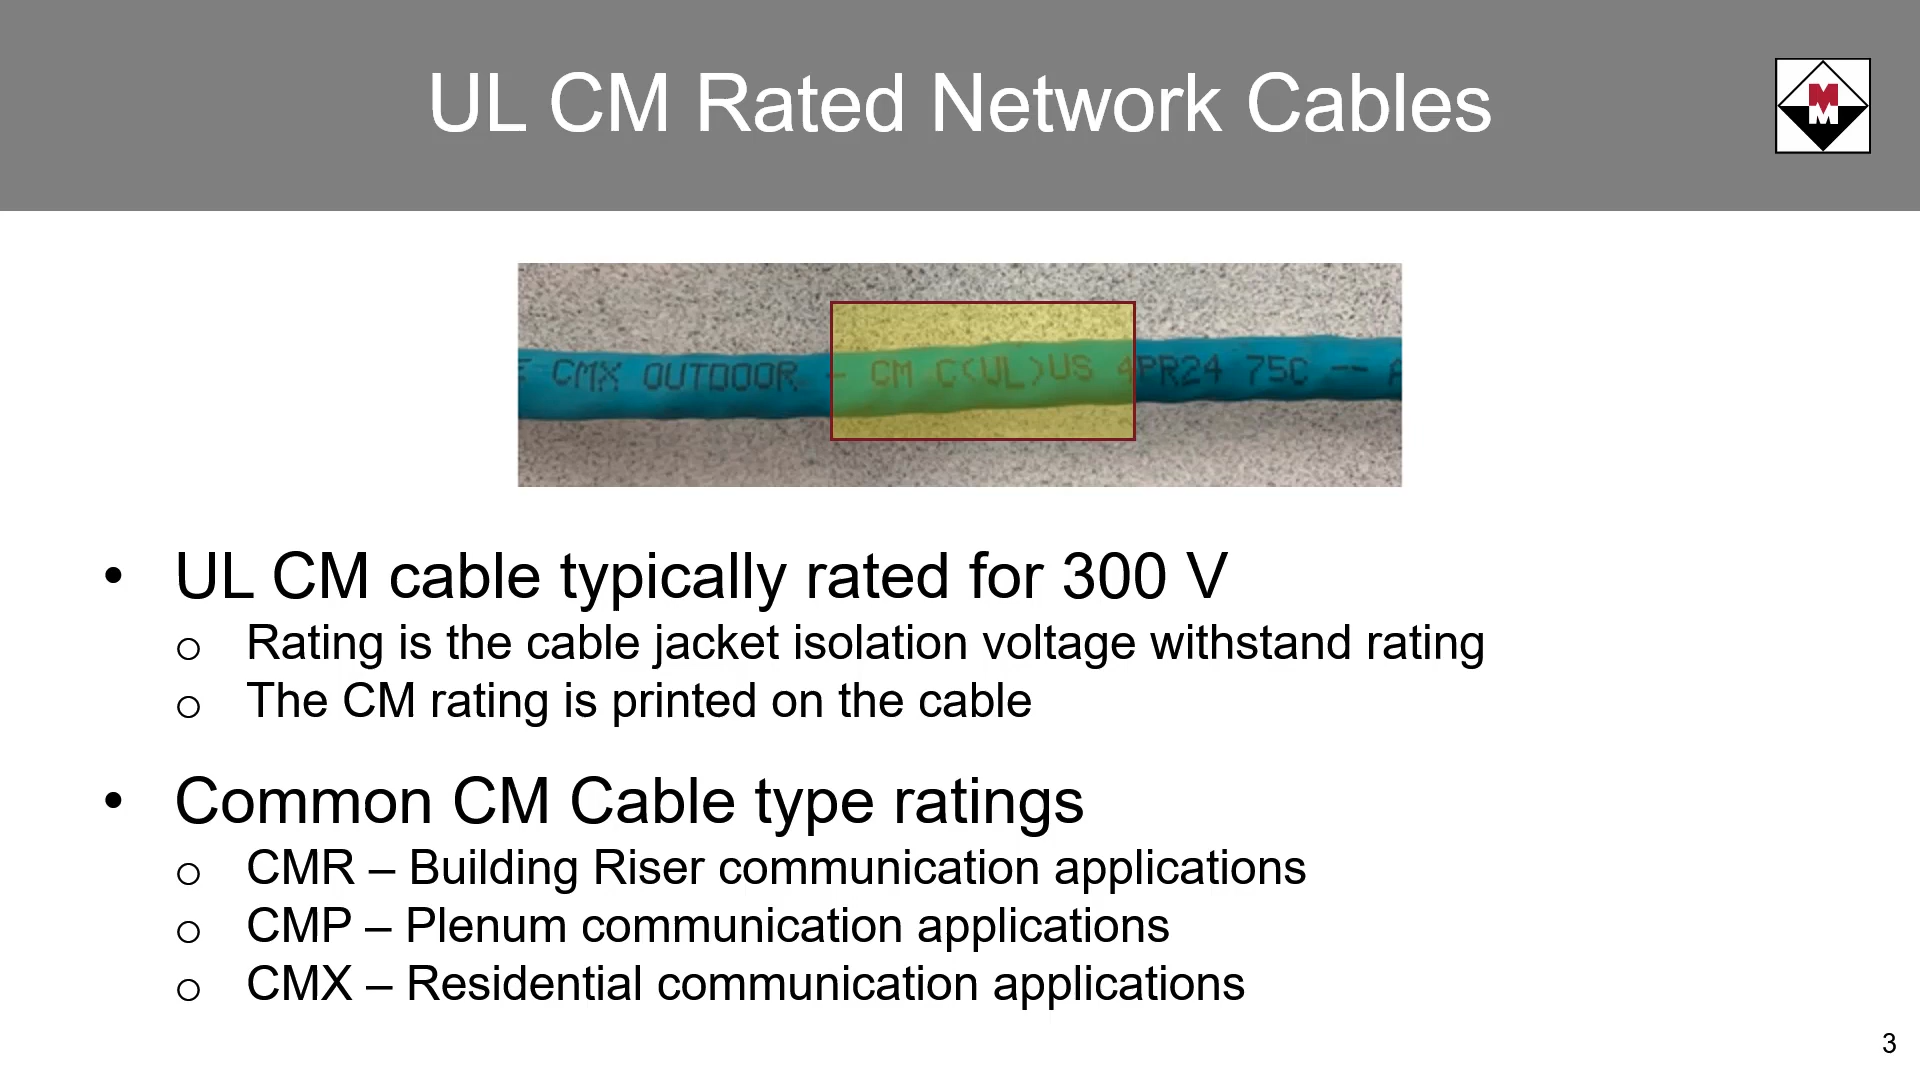 UL CM Rated Network Cables
M
M
CMX OUTDOOR - CM C(UL)US 4PR24 75C --
• UL CM cable typically rated for 300 V
o Rating is the cable jacket isolation voltage withstand rating
o The CM rating is printed on the cable
• Common CM Cable type ratings
o CMR – Building Riser communication applications
o CMP – Plenum communication applications
o CMX – Residential communication applications
3